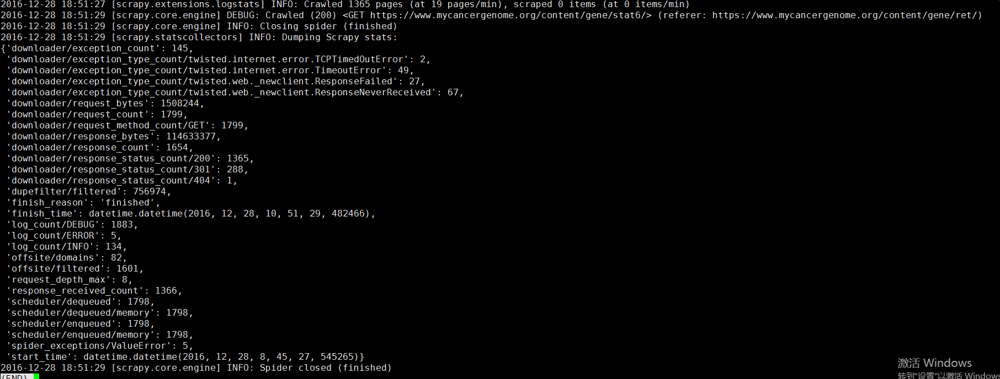 2016-12-28 18:51:27 [scrapy.extensions.logstats] INFO: Crawled 1365 pages (at 19 pages/min), scraped 0 items (at 0 items/min)
2016-12-28 18:51:29 [scrapy.core.engine] DEBUG: Crawled (200) <GET https://www.mycancergenome.org/content/gene/stat6/> (referer: https://www.mycancergenome.org/content/gene/ret/)
2016-12-28 18:51:29 [scrapy.core.engine] INFO: Closing spider (finished)
2016-12-28 18:51:29 [scrapy.statscollectors] INFO: Dumping Scrapy stats:
{'downloader/exception_count': 145,
 'downloader/exception_type_count/twisted.internet.error.TCPTimedOutError': 2,
 'downloader/exception_type_count/twisted.internet.error.TimeoutError': 49,
 'downloader/exception_type_count/twisted.web._newclient.ResponseFailed': 27,
 'downloader/exception_type_count/twisted.web._newclient.ResponseNeverReceived': 67,
 'downloader/request_bytes': 1508244,
 'downloader/request_count': 1799,
 'downloader/request_method_count/GET': 1799,
 'downloader/response_bytes': 114633377,
 'downloader/response_count': 1654,
 'downloader/response_status_count/200': 1365,
 'downloader/response_status_count/301': 288,
 'downloader/response_status_count/404': 1,
 'dupefilter/filtered': 756974,
 'finish_reason': 'finished',
 'finish_time': datetime.datetime(2016, 12, 28, 10, 51, 29, 482466),
 'log_count/DEBUG': 1883,
 'log_count/ERROR': 5,
 'log_count/INFO': 134,
 'offsite/domains': 82,
 'offsite/filtered': 1601,
 'request_depth_max': 8,
 'response_received_count': 1366,
 'scheduler/dequeued': 1798,
 'scheduler/dequeued/memory': 1798,
 'scheduler/enqueued': 1798,
 'scheduler/enqueued/memory': 1798,
 'spider_exceptions/ValueError': 5,
 'start_time': datetime.datetime(2016, 12, 28, 8, 45, 27, 545265)}
2016-12-28 18:51:29 [scrapy.core.engine] INFO: Spider closed (finished)
(END)
激活 Windows
转到"设置"以激活 Windows